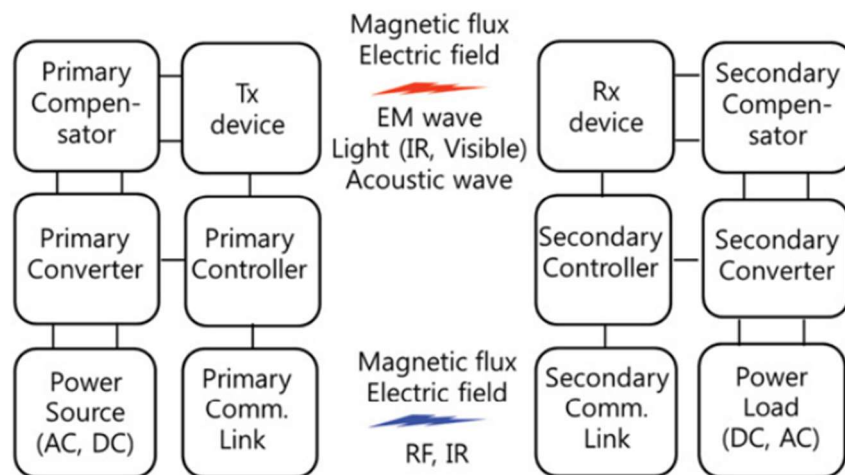 Primary
Compen-
sator
Tx
device
Magnetic flux
Electric field
EM wave
Light (IR, Visible)
Acoustic wave
Rx
device
Secondary
Compen-
sator
Primary
Converter
Primary
Controller
Secondary
Controller
Secondary
Converter
Power
Source
(AC, DC)
Primary
Comm.
Link
Magnetic flux
Electric field
RF, IR
Secondary
Comm.
Link
Power
Load
(DC, AC)